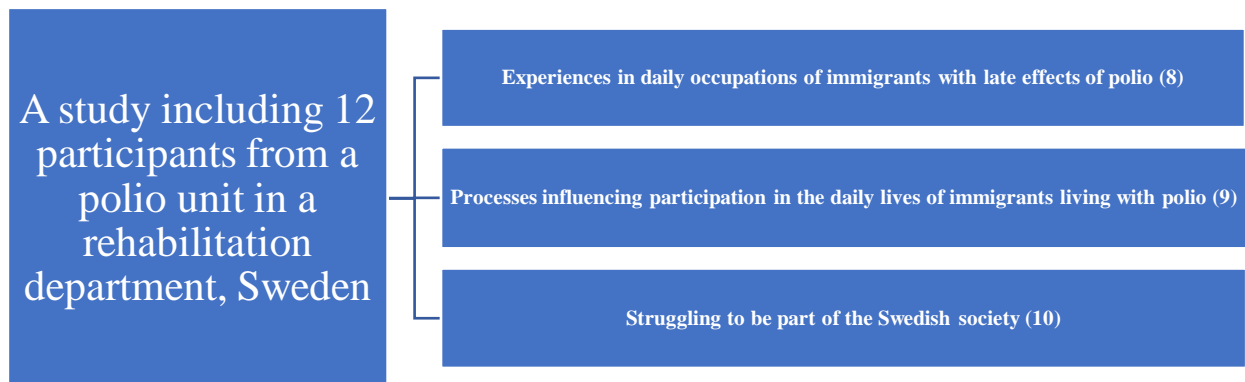 A study including 12
participants from a
polio unit in a
rehabilitation
department, Sweden
Experiences in daily occupations of immigrants with late effects of polio (8)
Processes influencing participation in the daily lives of immigrants living with polio (9)
Struggling to be part of the Swedish society (10)